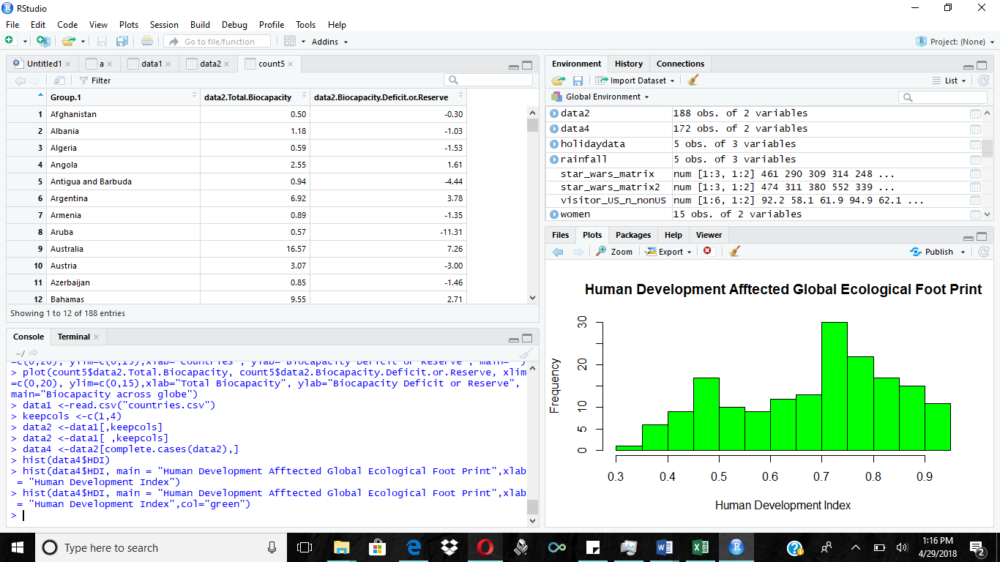 RStudio
File Edit Code View Plots Session Build Debug Profile Tools Help
Go to file/function Addins Project: (None)
Untitled1 a data1 data2 count5
Filter
Group.1 data2.Total.Biocapacity data2.Biocapacity.Deficit.or.Reserve
1 Afghanistan 0.50 -0.30
2 Albania 1.18 -1.03
3 Algeria 0.59 -1.53
4 Angola 2.55 1.61
5 Antigua and Barbuda 0.94 -4.44
6 Argentina 6.92 3.78
7 Armenia 0.89 -1.35
8 Aruba 0.57 -11.31
9 Australia 16.57 7.26
10 Austria 3.07 -3.00
11 Azerbaijan 0.85 -1.46
12 Bahamas 9.55 2.71
Showing 1 to 12 of 188 entries
Console Terminal
~/
=c(0,20), ylim=c(0,15),xlab="Countries", ylab="Biocapacity Deficit or Reserve", main=" ")
> plot(count5$data2.Total.Biocapacity, count5$data2.Biocapacity.Deficit.or.Reserve, xlim
=c(0,20), ylim=c(0,15),xlab="Total Biocapacity", ylab="Biocapacity Deficit or Reserve",
main="Biocapacity across globe")
> data1 <-read.csv("countries.csv")
> keepcols <-c(1,4)
> data2 <-data1[,keepcols]
> data2 <-data1[ ,keepcols]
> data4 <-data2[complete.cases(data2),]
> hist(data4$HDI)
> hist(data4$HDI, main = "Human Development Afftected Global Ecological Foot Print",xlab
= "Human Development Index")
> hist(data4$HDI, main = "Human Development Afftected Global Ecological Foot Print",xlab
= "Human Development Index",col="green")
>
Environment History Connections
Import Dataset List
Global Environment
data2 188 obs. of 2 variables
data4 172 obs. of 2 variables
holidaydata 5 obs. of 3 variables
rainfall 5 obs. of 3 variables
star_wars_matrix num [1:3, 1:2] 461 290 309 314 248 ...
star_wars_matrix2 num [1:3, 1:2] 474 311 380 552 339 ...
visitor_US_n_nonUS num [1:6, 1:2] 92.2 58.1 61.9 94.9 62.1 ...
women 15 obs. of 2 variables
Files Plots Packages Help Viewer
Zoom Export Publish
Human Development Afftected Global Ecological Foot Print
Frequency
30
20
10
5
0
0.3 0.4 0.5 0.6 0.7 0.8 0.9
Human Development Index
Type here to search
1:16 PM
4/29/2018
2